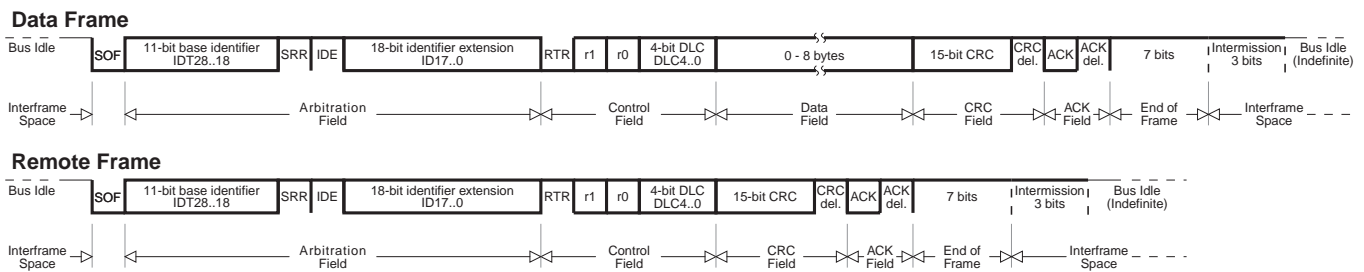 Data Frame
Bus Idle
SOF
11-bit base identifier
IDT28..18
SRR
IDE
18-bit identifier extension
ID17..0
RTR
r1
r0
4-bit DLC
DLC4..0
0 - 8 bytes
15-bit CRC
CRC
del.
ACK
ACK
del.
7 bits
Intermission
3 bits
Bus Idle
(Indefinite)
Interframe
Space
Arbitration
Field
Control
Field
Data
Field
CRC
Field
ACK
Field
End of
Frame
Interframe
Space
Remote Frame
Bus Idle
SOF
11-bit base identifier
IDT28..18
SRR
IDE
18-bit identifier extension
ID17..0
RTR
r1
r0
4-bit DLC
DLC4..0
15-bit CRC
CRC
del.
ACK
ACK
del.
7 bits
Intermission
3 bits
Bus Idle
(Indefinite)
Interframe
Space
Arbitration
Field
Control
Field
CRC
Field
ACK
Field
End of
Frame
Interframe
Space